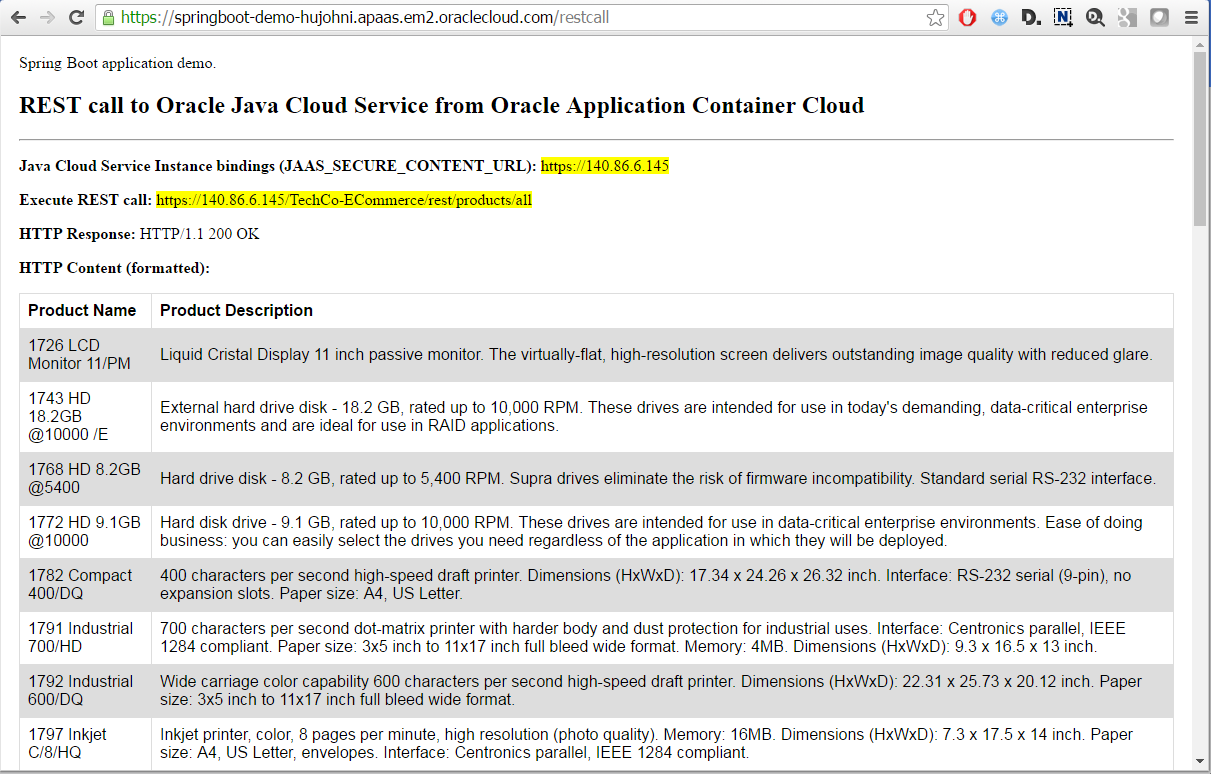 https://springboot-demo-hujohni.apaas.em2.oraclecloud.com/restcall
Spring Boot application demo.
REST call to Oracle Java Cloud Service from Oracle Application Container Cloud
Java Cloud Service Instance bindings (JAAS_SECURE_CONTENT_URL): https://140.86.6.145
Execute REST call: https://140.86.6.145/TechCo-ECommerce/rest/products/all
HTTP Response: HTTP/1.1 200 OK
HTTP Content (formatted):
Product Name Product Description
1726 LCD
Monitor 11/PM
Liquid Cristal Display 11 inch passive monitor. The virtually-flat, high-resolution screen delivers outstanding image quality with reduced glare.
1743 HD
18.2GB
@10000 /E
External hard drive disk - 18.2 GB, rated up to 10,000 RPM. These drives are intended for use in today's demanding, data-critical enterprise
environments and are ideal for use in RAID applications.
1768 HD 8.2GB
@5400
Hard drive disk - 8.2 GB, rated up to 5,400 RPM. Supra drives eliminate the risk of firmware incompatibility. Standard serial RS-232 interface.
1772 HD 9.1GB
@10000
Hard disk drive - 9.1 GB, rated up to 10,000 RPM. These drives are intended for use in data-critical enterprise environments. Ease of doing
business: you can easily select the drives you need regardless of the application in which they will be deployed.
1782 Compact
400/DQ
400 characters per second high-speed draft printer. Dimensions (HxWxD): 17.34 x 24.26 x 26.32 inch. Interface: RS-232 serial (9-pin), no
expansion slots. Paper size: A4, US Letter.
1791 Industrial
700/HD
700 characters per second dot-matrix printer with harder body and dust protection for industrial uses. Interface: Centronics parallel, IEEE
1284 compliant. Paper size: 3x5 inch to 11x17 inch full bleed wide format. Memory: 4MB. Dimensions (HxWxD): 9.3 x 16.5 x 13 inch.
1792 Industrial
600/DQ
Wide carriage color capability 600 characters per second high-speed draft printer. Dimensions (HxWxD): 22.31 x 25.73 x 20.12 inch. Paper
size: 3x5 inch to 11x17 inch full bleed wide format.
1797 Inkjet
C/8/HQ
Inkjet printer, color, 8 pages per minute, high resolution (photo quality). Memory: 16MB. Dimensions (HxWxD): 7.3 x 17.5 x 14 inch. Paper
size: A4, US Letter, envelopes. Interface: Centronics parallel, IEEE 1284 compliant.